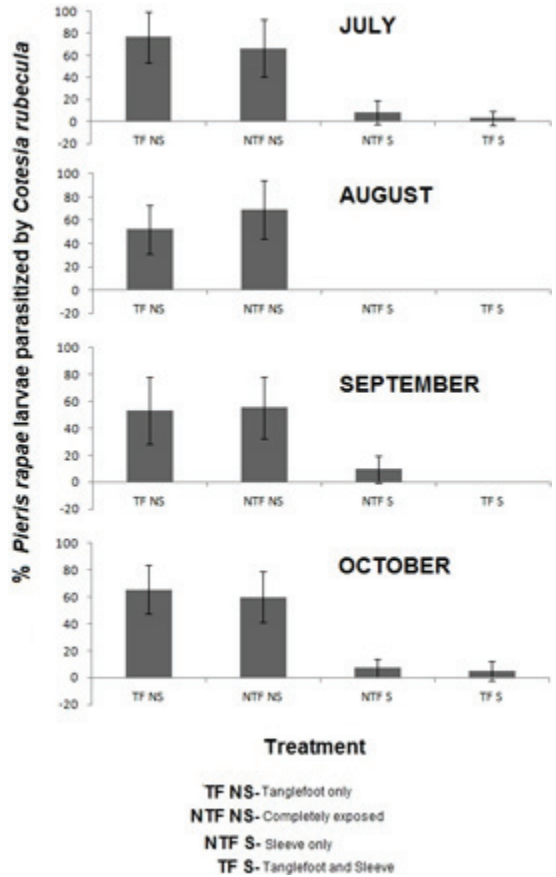 % Pieris rapae larvae parasitized by Cotesia rubecula
JULY
100
80
60
40
20
0
-20
TF NS
NTF NS
NTF S
TF S
AUGUST
100
80
60
40
20
0
-20
TF NS
NTF NS
NTF S
TF S
SEPTEMBER
100
80
60
40
20
0
-20
TF NS
NTF NS
NTF S
TF S
OCTOBER
100
80
60
40
20
0
-20
TF NS
NTF NS
NTF S
TF S
Treatment
TF NS- Tanglefoot only
NTF NS- Completely exposed
NTF S- Sleeve only
TF S- Tanglefoot and Sleeve